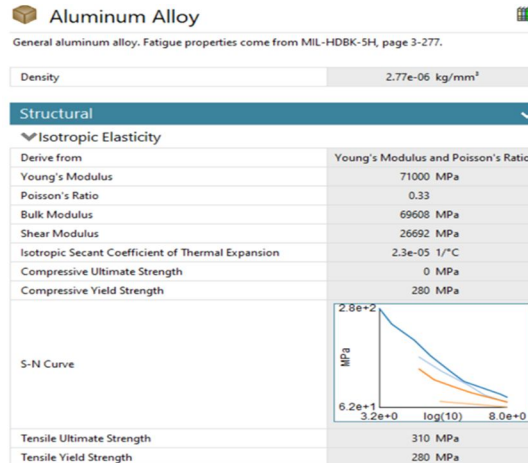 Aluminum Alloy
General aluminum alloy. Fatigue properties come from MIL-HDBK-5H, page 3-277.
Density 2.77e-06 kg/mm³
Structural
Isotropic Elasticity
Derive from Young's Modulus and Poisson's Ratio
Young's Modulus 71000 MPa
Poisson's Ratio 0.33
Bulk Modulus 69608 MPa
Shear Modulus 26692 MPa
Isotropic Secant Coefficient of Thermal Expansion 2.3e-05 1/°C
Compressive Ultimate Strength 0 MPa
Compressive Yield Strength 280 MPa
2.8e+2
MPa
S-N Curve
6.2e+1
3.2e+0 log(10) 8.0e+0
Tensile Ultimate Strength 310 MPa
Tensile Yield Strength 280 MPa